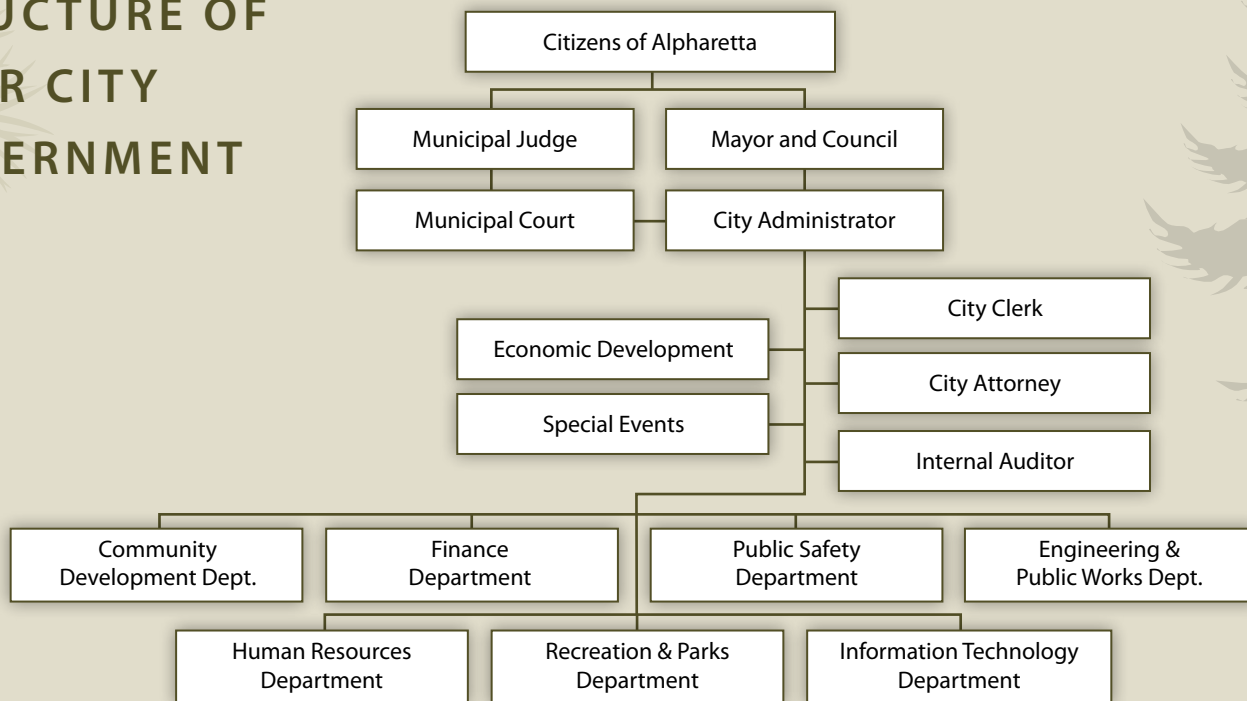 UCTURE OF
R CITY
ERNMENT
Citizens of Alpharetta
Municipal Judge
Mayor and Council
Municipal Court
City Administrator
City Clerk
Economic Development
City Attorney
Special Events
Internal Auditor
Community
Development Dept.
Finance
Department
Public Safety
Department
Engineering &
Public Works Dept.
Human Resources
Department
Recreation & Parks
Department
Information Technology
Department